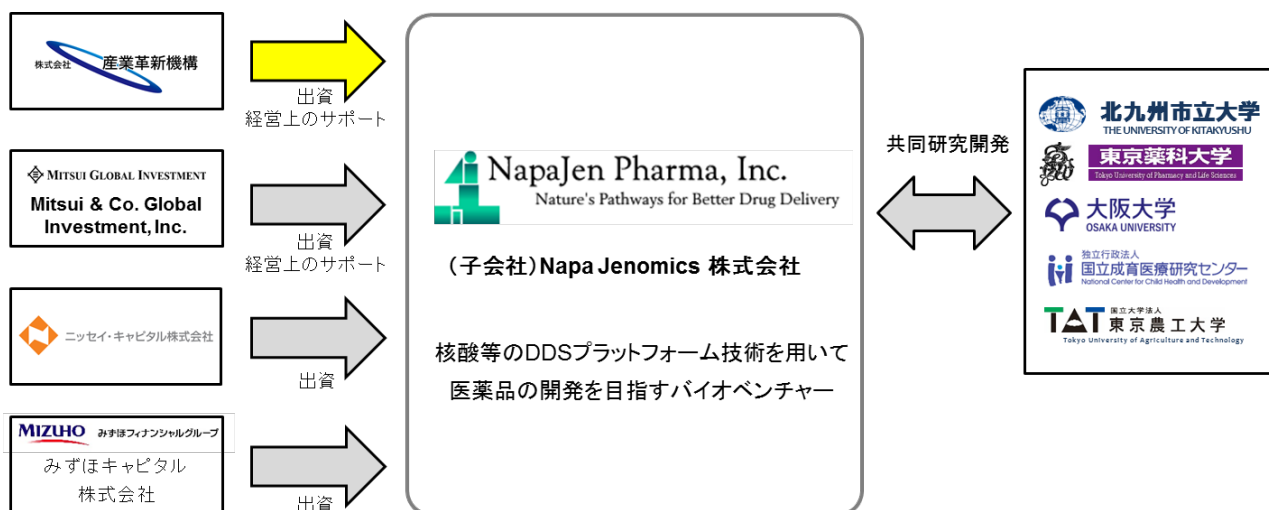 株式会社 産業革新機構
出資
経営上のサポート
MITSUI GLOBAL INVESTMENT
Mitsui & Co. Global
Investment, Inc.
出資
経営上のサポート
ニッセイ・キャピタル株式会社
出資
MIZUHO みずほフィナンシャルグループ
みずほキャピタル
株式会社
出資
NapaJen Pharma, Inc.
Nature's Pathways for Better Drug Delivery
(子会社)Napa Jenomics 株式会社
核酸等のDDSプラットフォーム技術を用いて
医薬品の開発を目指すバイオベンチャー
共同研究開発
北九州市立大学
THE UNIVERSITY OF KITAKYUSHU
東京薬科大学
Tokyo University of Pharmacy and Life Sciences
大阪大学
OSAKA UNIVERSITY
独立行政法人
国立成育医療研究センター
National Center for Child Health and Development
TAT 国立大学法人
東京農工大学
Tokyo University of Agriculture and Technology